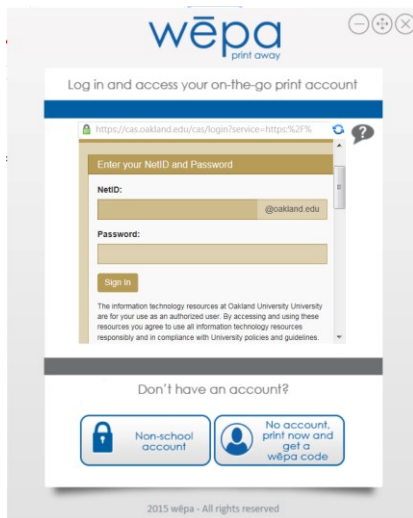 wēpa
print away
Log in and access your on-the-go print account
https://cas.oakland.edu/cas/login?service=https:%2F%
?
Enter your NetID and Password
NetID:
@oakland.edu
Password:
Sign In
The information technology resources at Oakland University University
are for your use as an authorized user. By accessing and using these
resources you agree to use all information technology resources
responsibly and in compliance with University policies and guidelines.
Don't have an account?
Non-school
account
No account,
print now and
get a
wēpa code
2015 wēpa - All rights reserved